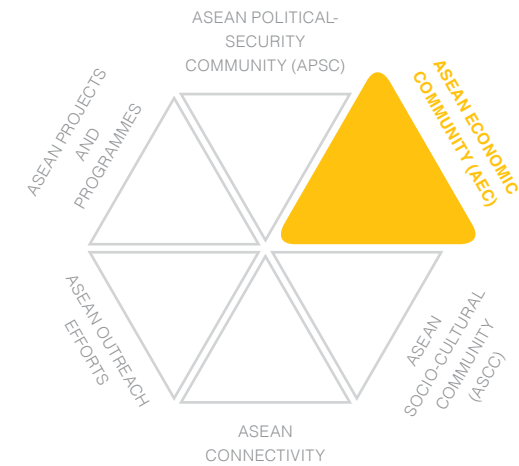 ASEAN POLITICAL-
SECURITY
COMMUNITY (APSC)
ASEAN ECONOMIC
COMMUNITY (AEC)
ASEAN
SOCIO-CULTURAL
COMMUNITY
(ASCC)
ASEAN
CONNECTIVITY
ASEAN OUTREACH
EFFORTS
ASEAN PROJECTS
AND
PROGRAMMES